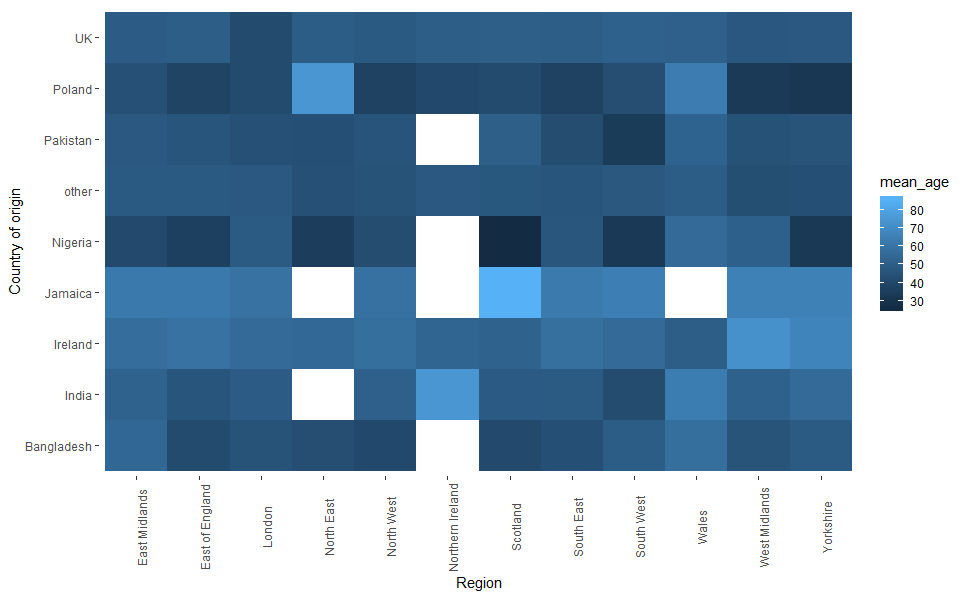 UK
Poland
Pakistan
other
Nigeria
Jamaica
Ireland
India
Bangladesh
Country of origin
East Midlands
East of England
London
North East
North West
Northern Ireland
Scotland
South East
South West
Wales
West Midlands
Yorkshire
Region
mean_age
80
70
60
50
40
30